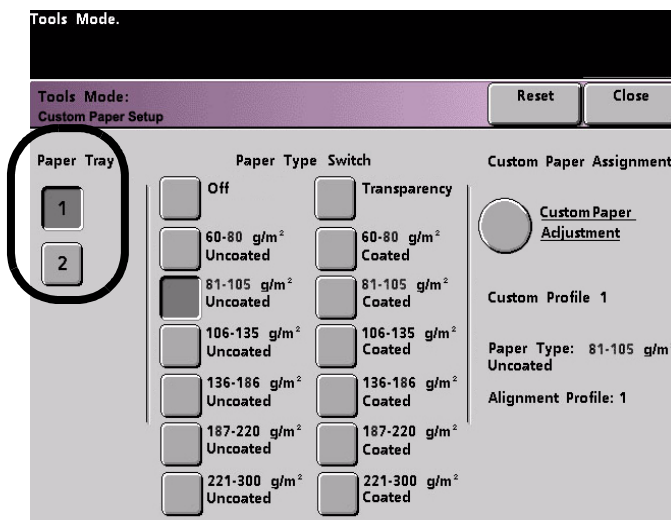 Tools Mode.
Tools Mode:
Custom Paper Setup
Reset
Close
Paper Tray
1
2
Paper Type Switch
Off
Transparency
60-80 g/m²
Uncoated
60-80 g/m²
Coated
81-105 g/m²
Uncoated
81-105 g/m²
Coated
106-135 g/m²
Uncoated
106-135 g/m²
Coated
136-186 g/m²
Uncoated
136-186 g/m²
Coated
187-220 g/m²
Uncoated
187-220 g/m²
Coated
221-300 g/m²
Uncoated
221-300 g/m²
Coated
Custom Paper Assignment
Custom Paper
Adjustment
Custom Profile 1
Paper Type: 81-105 g/m
Uncoated
Alignment Profile: 1